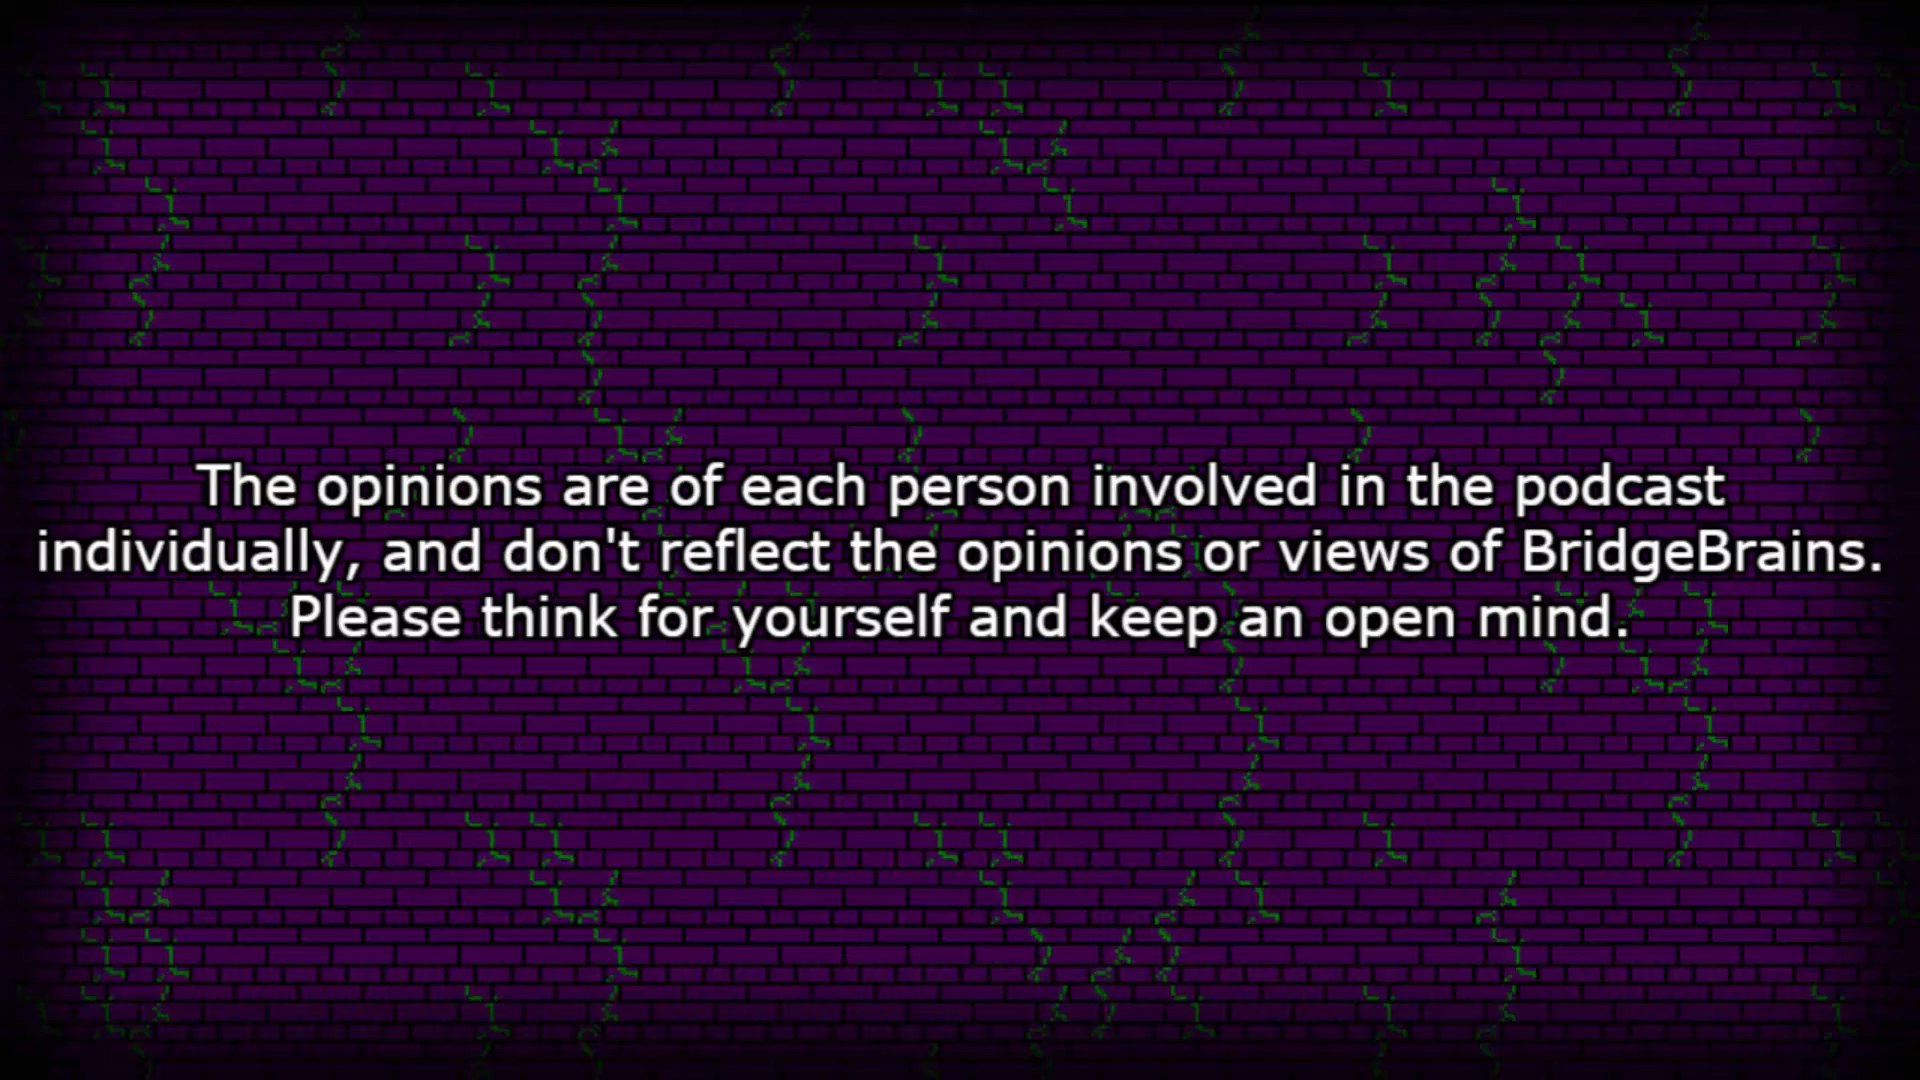 The opinions are of each person involved in the podcast
individually, and don't reflect the opinions or views of BridgeBrains.
Please think for yourself and keep an open mind.